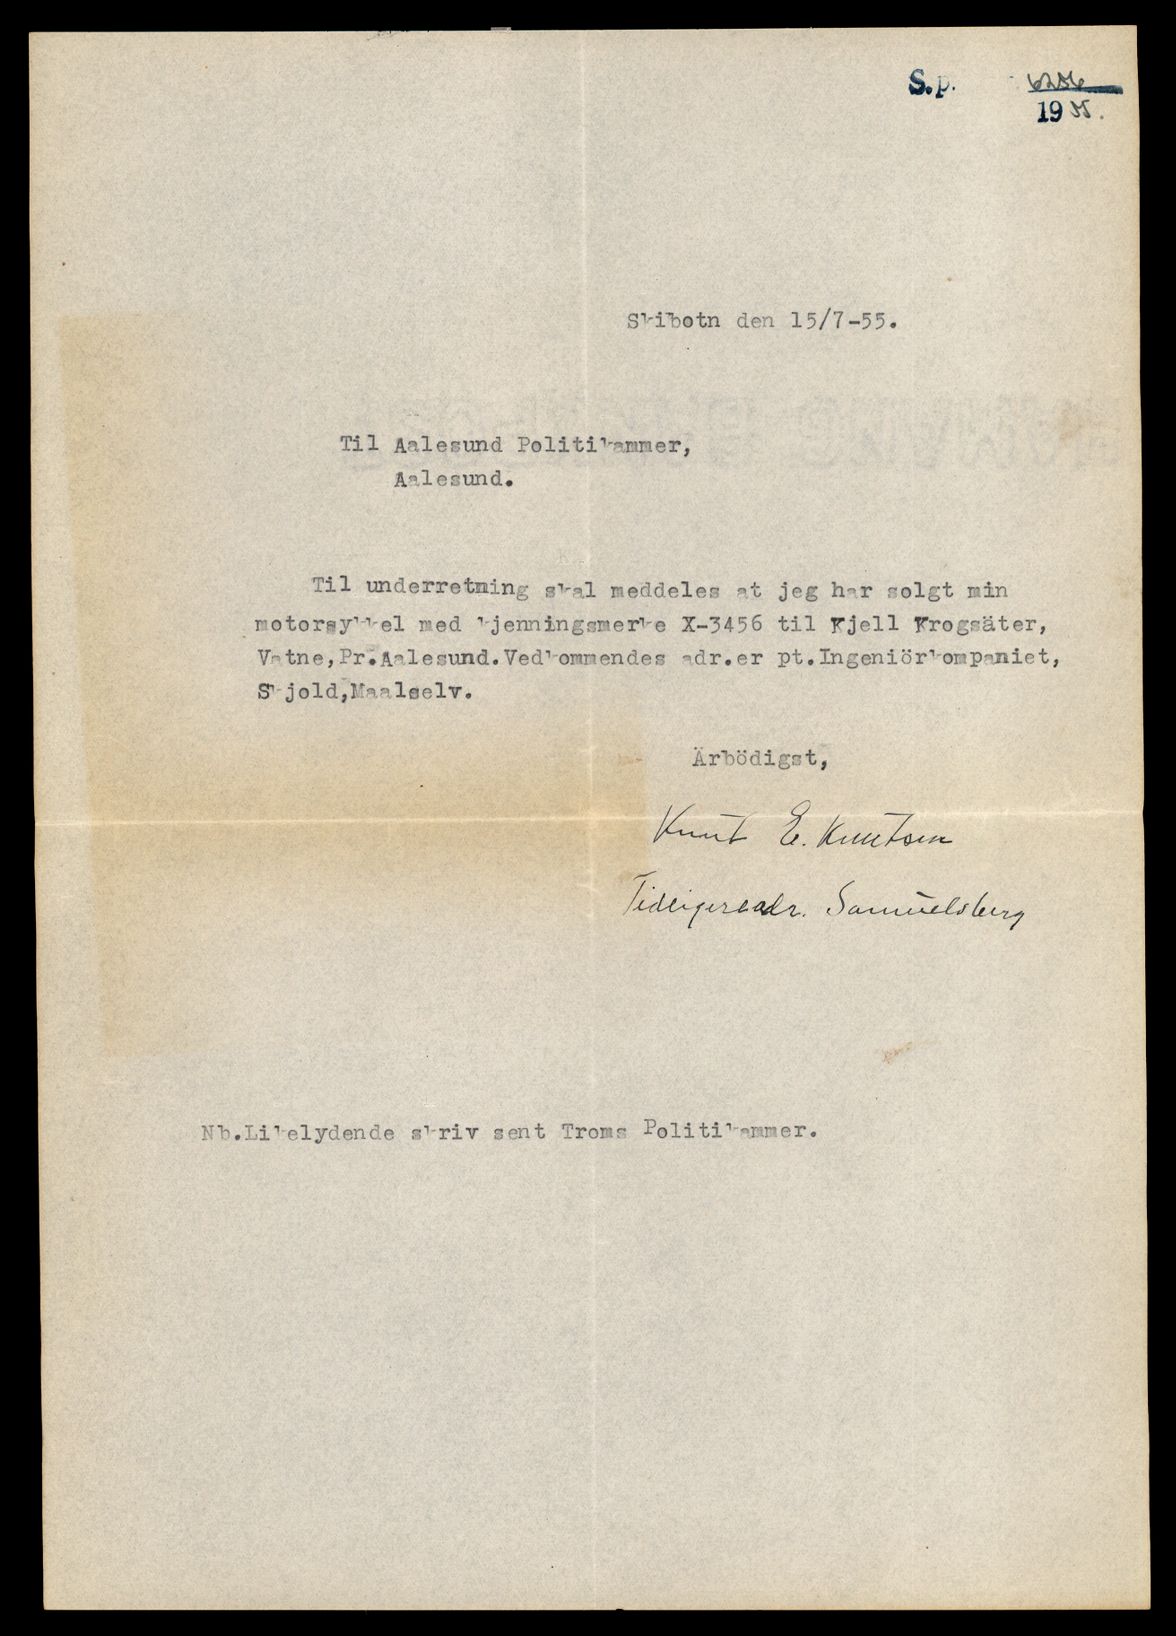 S.p. 6256
1955.
Skibotn den 15/7-55.
Til Aalesund Politikammer,
Aalesund.
Til underretning skal meddeles at jeg har solgt min
motorsykkel med kjenningsmerke X-3456 til Kjell Krogsäter,
Vatne,Pr.Aalesund.Vedkommendes adr.er pt.Ingeniörkompaniet,
Skjold,Maalselv.
Ärbödigst,
Knut E. Knutsen
Tidligere adr. Samuelsberg
Nb.Likelydende skriv sent Troms Politikammer.